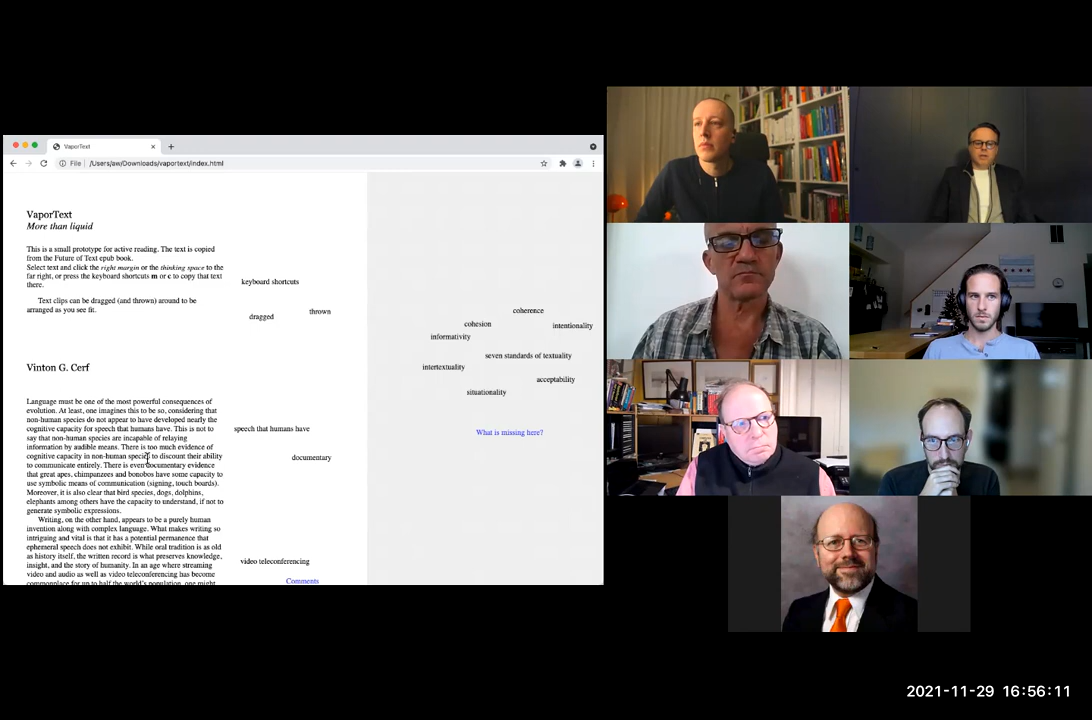 VaporText
File
/Users/aw/Downloads/vaportext/index.html
VaporText
More than liquid
This is a small prototype for active reading. The text is copied
from the Future of Text epub book.
Select text and click the right margin or the thinking space to the
far right, or press the keyboard shortcuts m or c to copy that text
there.
Text clips can be dragged (and thrown) around to be
arranged as you see fit.
keyboard shortcuts
thrown
dragged
coherence
cohesion
intentionality
informativity
seven standards of textuality
intertextuality
acceptability
situationality
What is missing here?
Vinton G. Cerf
Language must be one of the most powerful consequences of
evolution. At least, one imagines this to be so, considering that
non-human species do not appear to have developed nearly the
cognitive capacity for speech that humans have. This is not to
say that non-human species are incapable of relaying
information by audible means. There is too much evidence of
cognitive capacity in non-human species to discount their ability
to communicate entirely. There is even documentary evidence
that great apes, chimpanzees and bonobos have some capacity to
use symbolic means of communication (signing, touch boards).
Moreover, it is also clear that bird species, dogs, dolphins,
elephants among others have the capacity to understand, if not to
generate symbolic expressions.
Writing, on the other hand, appears to be a purely human
invention along with complex language. What makes writing so
intriguing and vital is that it has a potential permanence that
ephemeral speech does not exhibit. While oral tradition is as old
as history itself, the written record is what preserves knowledge,
insight, and the story of humanity. In an age where streaming
video and audio as well as video teleconferencing has become
commonplace for up to half the world's population, one might
speech that humans have
documentary
video teleconferencing
Comments
2021-11-29 16:56:11